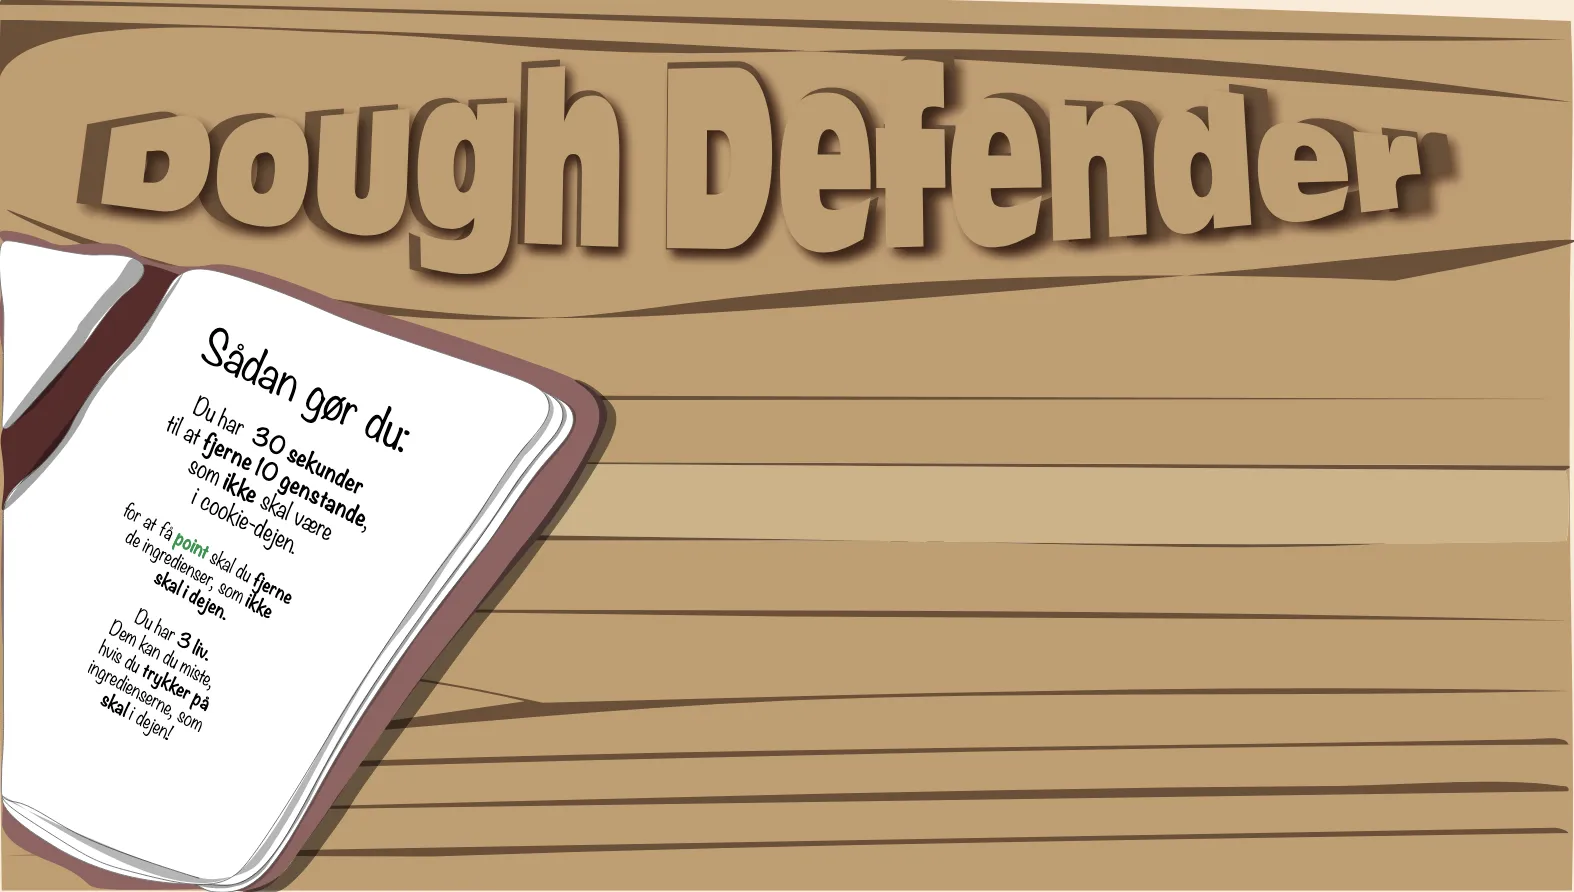 Dough Defender
Sådan gør du:
Du har 30 sekunder
til at fjerne 10 genstande,
som ikke skal være
i cookie-dejen.
for at få point skal du fjerne
de ingredienser, som ikke
skal i dejen.
Du har 3 liv.
Dem kan du miste,
hvis du trykker på
ingredienserne, som
skal i dejen!